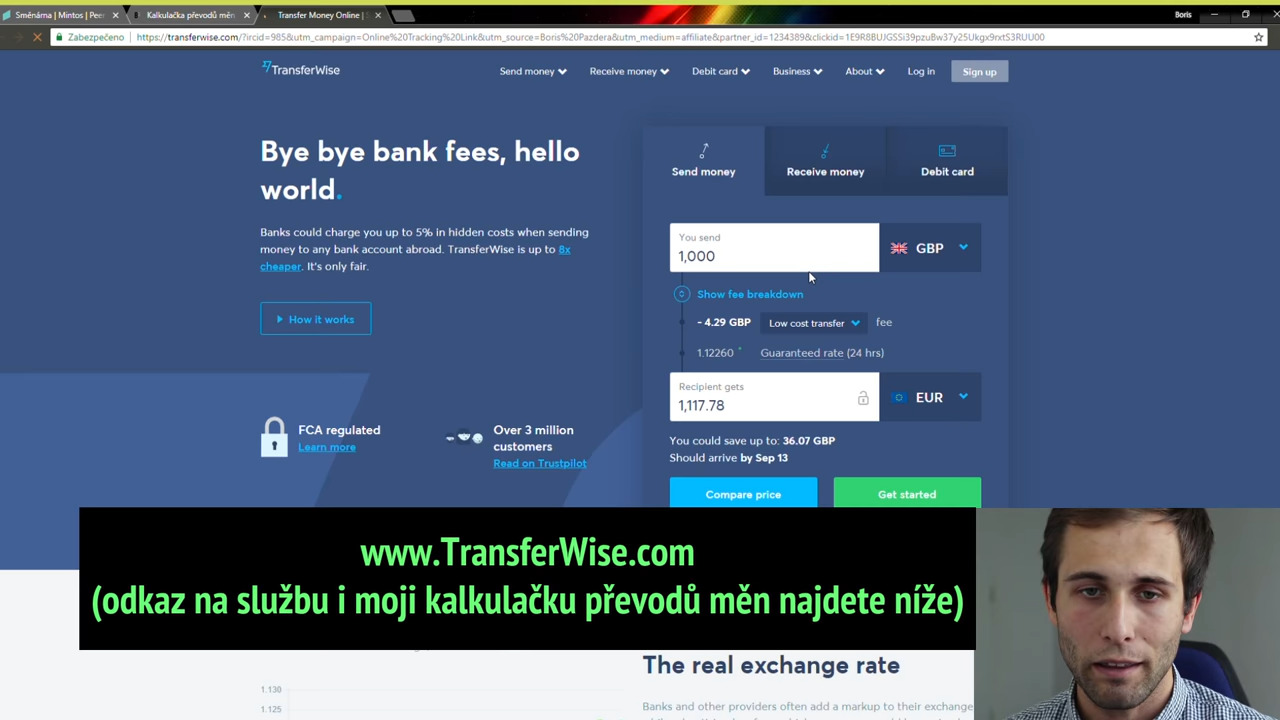 Směnárna | Mintos | Peer
Kalkulačka převodů měn
Transfer Money Online |
Boris
Zabezpečeno
https://transferwise.com/?ircid=985&utm_campaign=Online%20Tracking%20Link&utm_source=Boris%20Pazdera&utm_medium=affiliate&partner_id=1234389&clickid=1E9R8BUJGSSi39pzuBw37y25Ukgx9rxtS3RUU00
TransferWise
Send money
Receive money
Debit card
Business
About
Log in
Sign up
Bye bye bank fees, hello
world.
Banks could charge you up to 5% in hidden costs when sending
money to any bank account abroad. TransferWise is up to 8x
cheaper. It's only fair.
How it works
FCA regulated
Learn more
Over 3 million
customers
Read on Trustpilot
Send money
Receive money
Debit card
You send
1,000
GBP
Show fee breakdown
- 4.29 GBP Low cost transfer fee
1.12260 * Guaranteed rate (24 hrs)
Recipient gets
1,117.78
EUR
You could save up to: 36.07 GBP
Should arrive by Sep 13
Compare price
Get started
www.TransferWise.com
(odkaz na službu i moji kalkulačku převodů měn najdete níže)
The real exchange rate
Banks and other providers often add a markup to their exchange
1.130
1.125